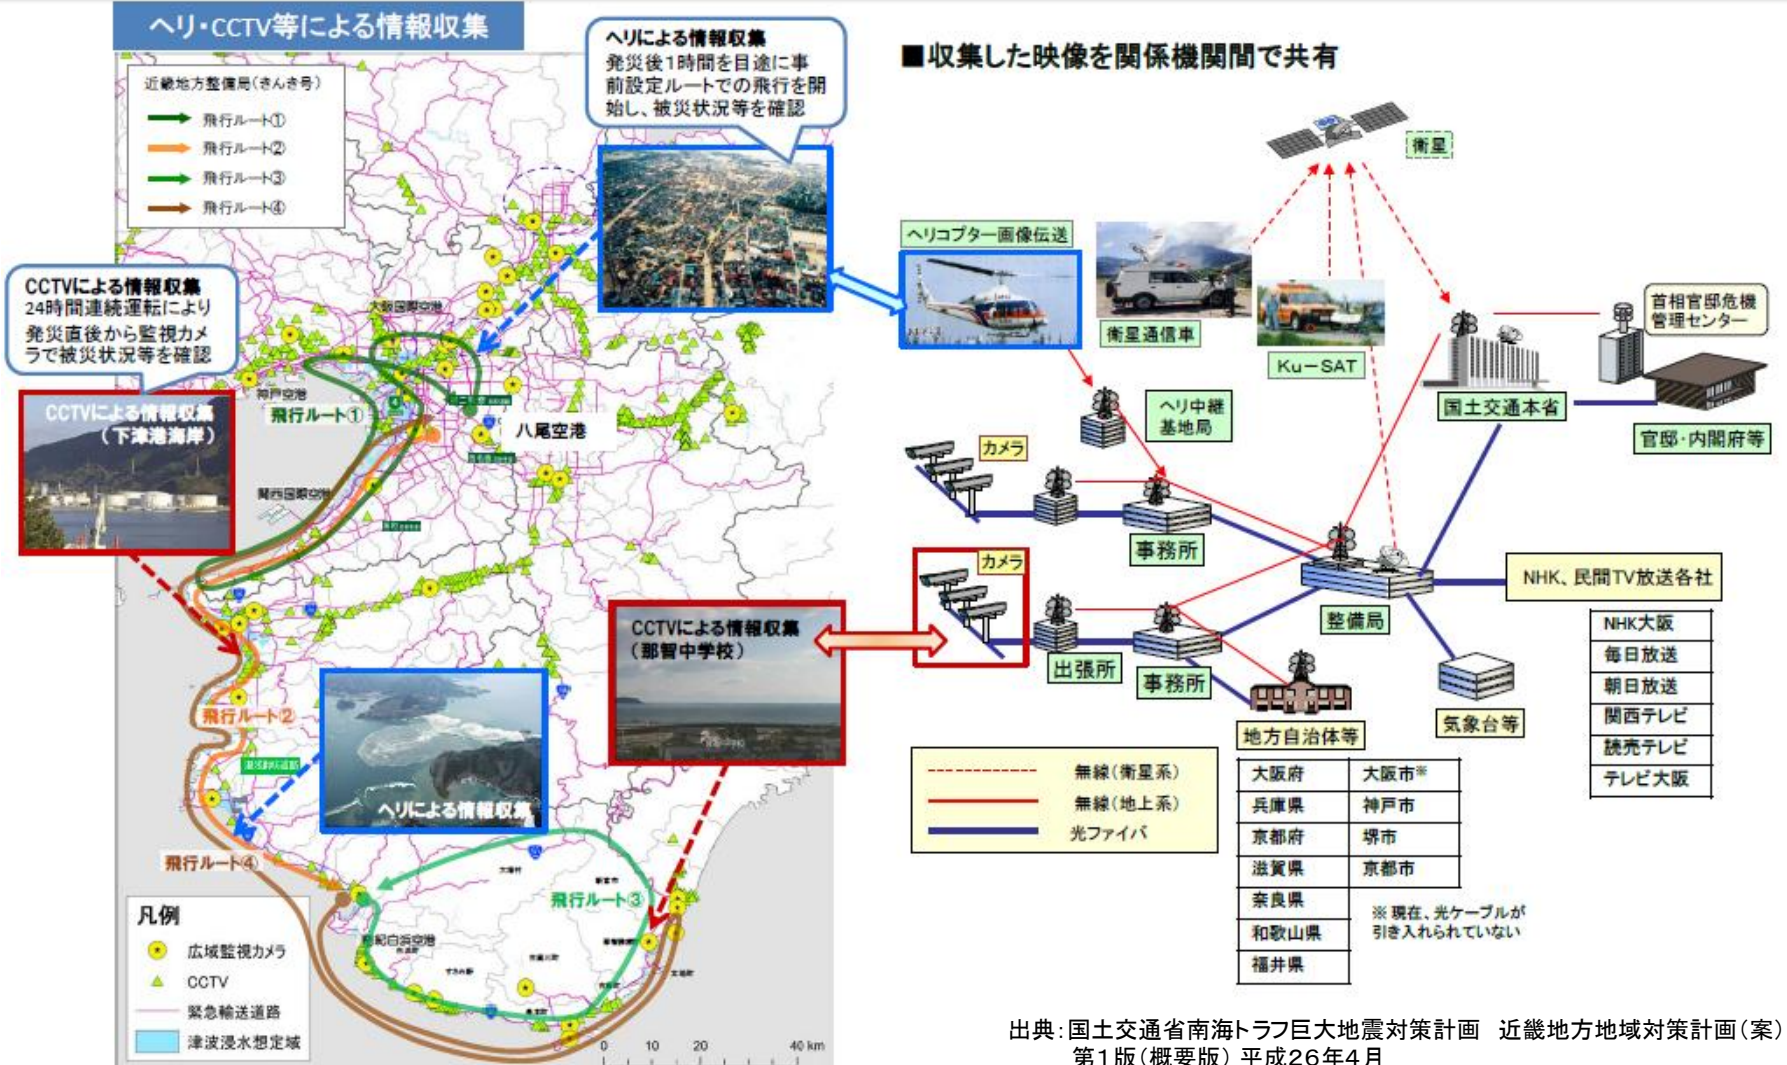 ヘリ・CCTV等による情報収集
近畿地方整備局(きんき号)
飛行ルート①
飛行ルート②
飛行ルート③
飛行ルート④
ヘリによる情報収集
発災後1時間を目途に事
前設定ルートでの飛行を開
始し、被災状況等を確認
CCTVによる情報収集
24時間連続運転により
発災直後から監視カメ
ラで被災状況等を確認
CCTVによる情報収集
(下津港海岸)
大阪国際空港
神戸空港
飛行ルート①
八尾空港
関西国際空港
CCTVによる情報収集
(那智中学校)
飛行ルート②
ヘリによる情報収集
飛行ルート④
飛行ルート③
南紀白浜空港
すさみ町
凡例
広域監視カメラ
CCTV
緊急輸送道路
津波浸水想定域
0 10 20 40 km
■収集した映像を関係機関間で共有
衛星
ヘリコプター画像伝送
衛星通信車
Ku-SAT
首相官邸危機
管理センター
国土交通本省
官邸・内閣府等
ヘリ中継
基地局
カメラ
事務所
カメラ
出張所
事務所
整備局
NHK、民間TV放送各社
NHK大阪
毎日放送
朝日放送
関西テレビ
読売テレビ
テレビ大阪
気象台等
地方自治体等
大阪府 大阪市※
兵庫県 神戸市
京都府 堺市
滋賀県 京都市
奈良県
和歌山県
福井県
※ 現在、光ケーブルが
引き入れられていない
無線(衛星系)
無線(地上系)
光ファイバ
出典:国土交通省南海トラフ巨大地震対策計画 近畿地方地域対策計画(案)
第1版(概要版) 平成26年4月